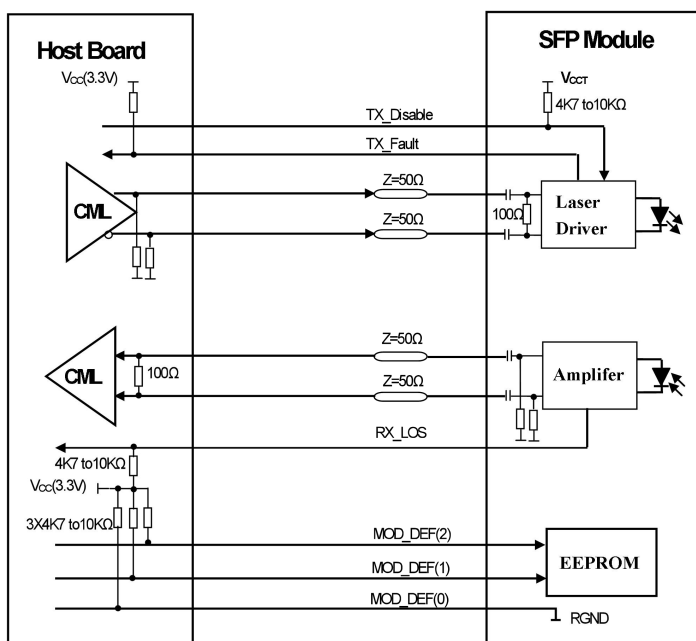 Host Board
SFP Module
VCC(3.3V)
VCCT
4K7 to10KΩ
TX_Disable
TX_Fault
Z=50Ω
CML
100Ω
Laser
Driver
Z=50Ω
Z=50Ω
CML
100Ω
Amplifer
Z=50Ω
RX_LOS
4K7 to10KΩ
VCC(3.3V)
3X4K7 to10KΩ
MOD_DEF(2)
EEPROM
MOD_DEF(1)
MOD_DEF(0)
RGND